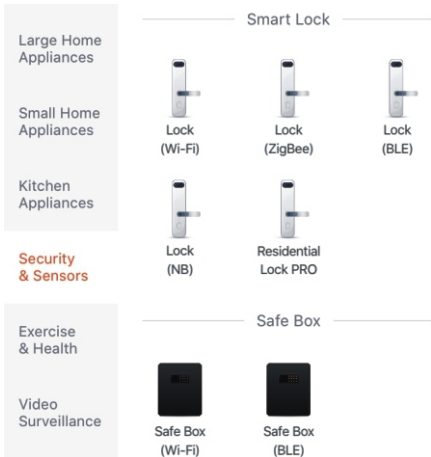 Large Home
Appliances
Small Home
Appliances
Kitchen
Appliances
Security
& Sensors
Exercise
& Health
Video
Surveillance
Smart Lock
Lock
(Wi-Fi)
Lock
(ZigBee)
Lock
(BLE)
Lock
(NB)
Residential
Lock PRO
Safe Box
Safe Box
(Wi-Fi)
Safe Box
(BLE)